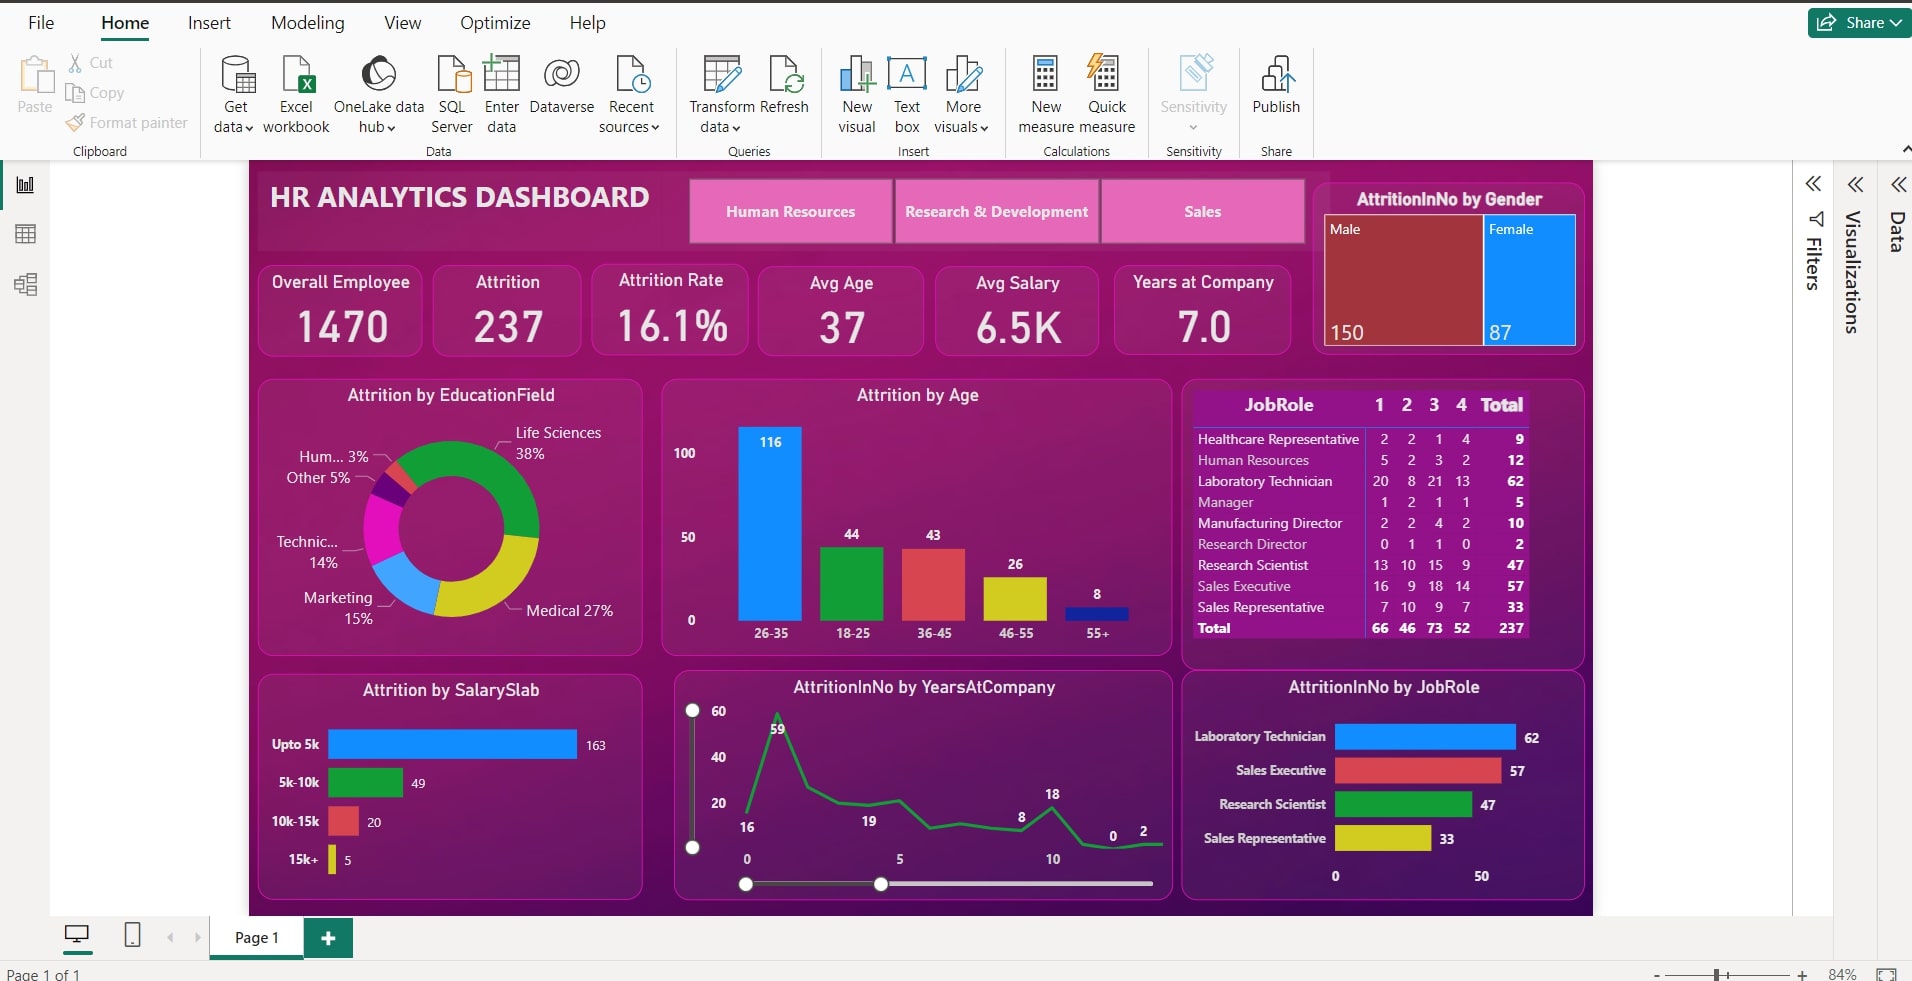 File Home Insert Modeling View Optimize Help
Share
Paste
Cut
Copy
Format painter
Clipboard
Get data
Excel workbook
OneLake data hub
SQL Server
Enter data
Dataverse
Recent sources
Data
Transform data
Refresh
Queries
New visual
Text box
More visuals
Insert
New measure
Quick measure
Calculations
Sensitivity
Sensitivity
Publish
Share
HR ANALYTICS DASHBOARD
Human Resources
Research & Development
Sales
AttritionInNo by Gender
Male
150
Female
87
Filters
Visualizations
Data
Overall Employee
1470
Attrition
237
Attrition Rate
16.1%
Avg Age
37
Avg Salary
6.5K
Years at Company
7.0
Attrition by EducationField
Life Sciences
38%
Hum... 3%
Other 5%
Technic...
14%
Marketing
15%
Medical 27%
Attrition by Age
100
50
0
116
44
43
26
8
26-35 18-25 36-45 46-55 55+
JobRole 1 2 3 4 Total
Healthcare Representative 2 2 1 4 9
Human Resources 5 2 3 2 12
Laboratory Technician 20 8 21 13 62
Manager 1 2 1 1 5
Manufacturing Director 2 2 4 2 10
Research Director 0 1 1 0 2
Research Scientist 13 10 15 9 47
Sales Executive 16 9 18 14 57
Sales Representative 7 10 9 7 33
Total 66 46 73 52 237
Attrition by SalarySlab
Upto 5k 163
5k-10k 49
10k-15k 20
15k+ 5
AttritionInNo by YearsAtCompany
60
40
20
16
59
19
8
18
0
2
0 5 10
AttritionInNo by JobRole
Laboratory Technician 62
Sales Executive 57
Research Scientist 47
Sales Representative 33
0 50
Page 1
+
Page 1 of 1
- + 84%